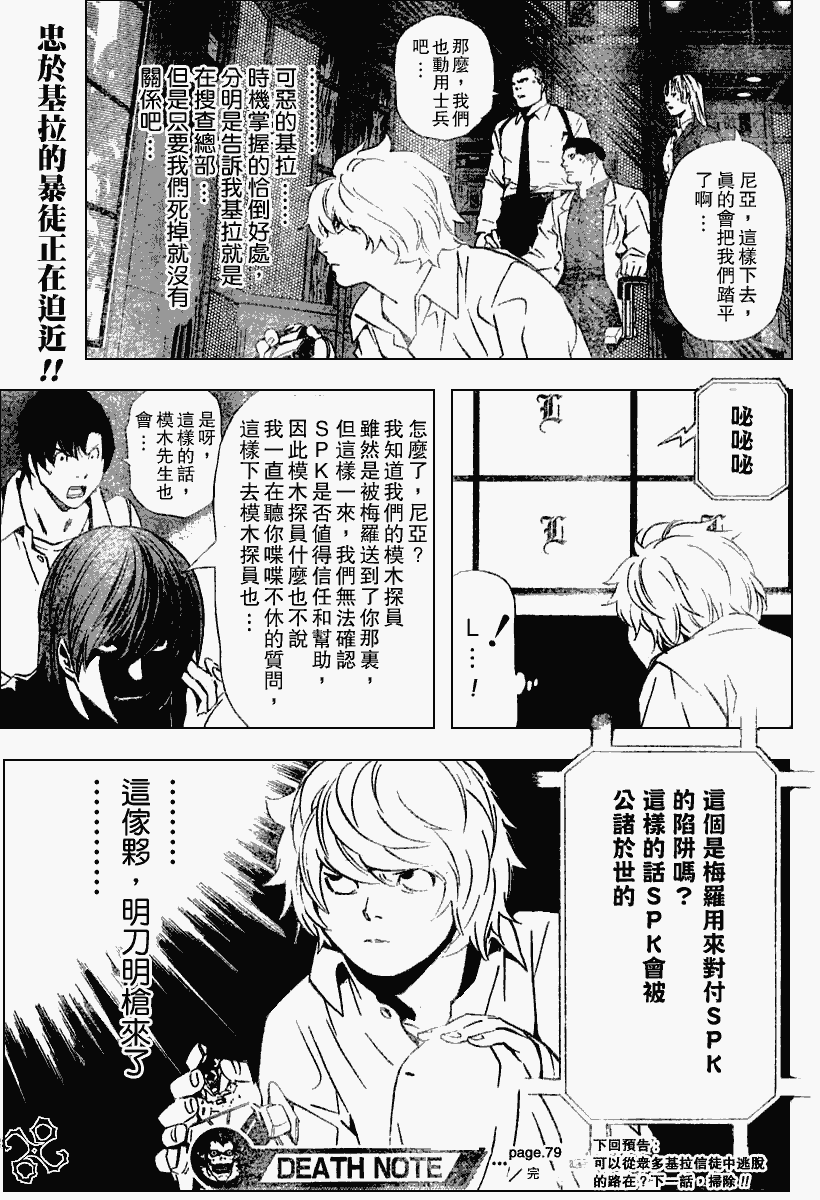 尼亞，這樣下去，
真的會把我們踏平
了啊…
那麼，我們
也動用士兵
吧…
…………
可惡的基拉……
時機掌握的恰倒好處，
分明是告訴我基拉就是
在搜查總部…
但是只要我們死掉就沒有
關係吧…
忠於基拉的暴徒正在迫近!!
嗶嗶嗶
L
L
L
!
L…!
怎麼了，尼亞？
我知道我們的模木探員
雖然是被梅羅送到了你那裏，
但這樣一來，我們無法確認
SPK是否值得信任和幫助，
因此模木探員什麼也不說
我一直在聽你喋喋不休的質問，
這樣下去模木探員也…
是呀，
這樣的話，
模木先生也
會…
這個是梅羅用來對付SPK
的陷阱嗎？
這樣的話SPK會被
公諸於世的
………
這傢夥，明刀明槍來了
…………
DEATH NOTE
…
page.79
／完
下回預告：
可以從眾多基拉信徒中逃脫
的路在？下一話，掃除!!